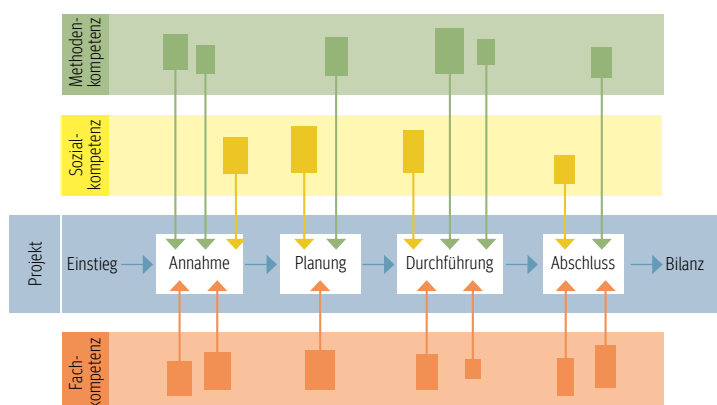 Methoden-
kompetenz
Sozial-
kompetenz
Projekt
Einstieg
Annahme
Planung
Durchführung
Abschluss
Bilanz
Fach-
kompetenz